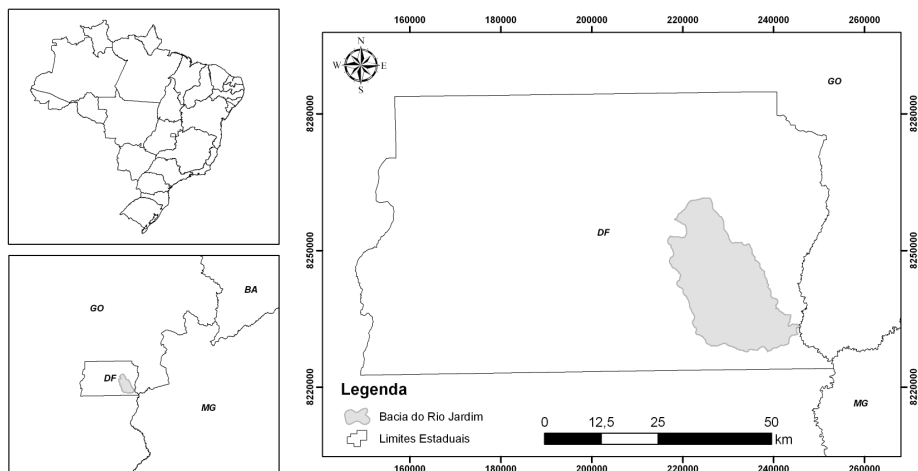 160000 180000 200000 220000 240000 260000
N
W E
S
GO
8280000 8280000
DF
8250000 8250000
BA
GO
DF
MG
8220000 8220000
MG
Legenda
Bacia do Rio Jardim
Limites Estaduais
0 12,5 25 50
km
160000 180000 200000 220000 240000 260000